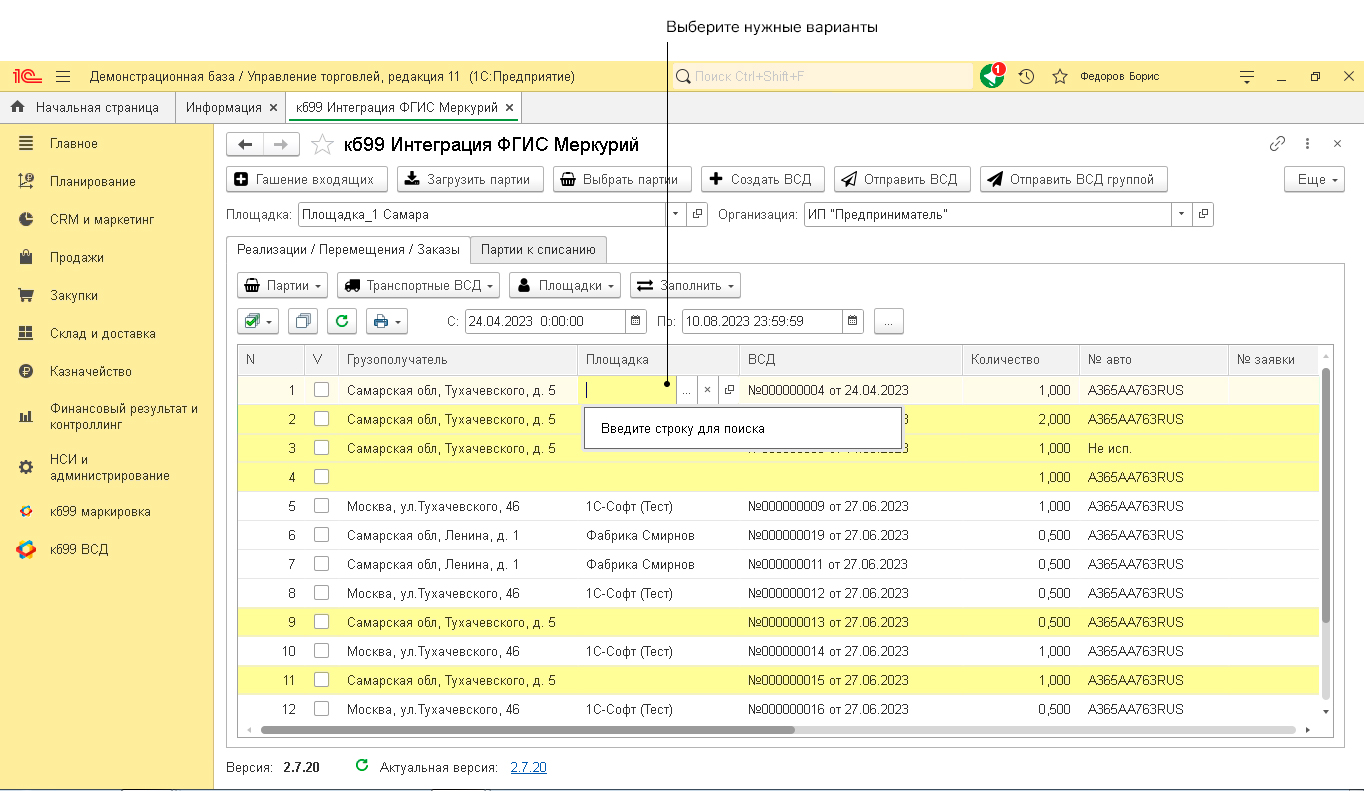 Выберите нужные варианты
1С Демонстрационная база / Управление торговлей, редакция 11 (1С:Предприятие) Поиск Ctrl+Shift+F 1 Федоров Борис
Начальная страница Информация × к699 Интеграция ФГИС Меркурий ×
Главное
Планирование
CRM и маркетинг
Продажи
Закупки
Склад и доставка
Казначейство
Финансовый результат и
контроллинг
НСИ и
администрирование
к699 маркировка
к699 ВСД
к699 Интеграция ФГИС Меркурий
Гашение входящих Загрузить партии Выбрать партии Создать ВСД Отправить ВСД Отправить ВСД группой Еще
Площадка: Площадка_1 Самара Организация: ИП "Предприниматель"
Реализации / Перемещения / Заказы Партии к списанию
Партии Транспортные ВСД Площадки Заполнить
С: 24.04.2023 0:00:00 По: 10.08.2023 23:59:59 ...
N V Грузополучатель Площадка ВСД Количество № авто № заявки
1 Самарская обл, Тухачевского, д. 5 ... × №000000004 от 24.04.2023 1,000 А365АА763RUS
2 Самарская обл, Тухачевского, д. 5 2,000 А365АА763RUS
Введите строку для поиска
3 Самарская обл, Тухачевского, д. 5 1,000 Не исп.
4 1,000 А365АА763RUS
5 Москва, ул.Тухачевского, 46 1С-Софт (Тест) №000000009 от 27.06.2023 1,000 А365АА763RUS
6 Самарская обл, Ленина, д. 1 Фабрика Смирнов №000000019 от 27.06.2023 0,500 А365АА763RUS
7 Самарская обл, Ленина, д. 1 Фабрика Смирнов №000000011 от 27.06.2023 0,500 А365АА763RUS
8 Москва, ул.Тухачевского, 46 1С-Софт (Тест) №000000012 от 27.06.2023 0,500 А365АА763RUS
9 Самарская обл, Тухачевского, д. 5 №000000013 от 27.06.2023 0,500 А365АА763RUS
10 Москва, ул.Тухачевского, 46 1С-Софт (Тест) №000000014 от 27.06.2023 1,000 А365АА763RUS
11 Самарская обл, Тухачевского, д. 5 №000000015 от 27.06.2023 1,000 А365АА763RUS
12 Москва, ул.Тухачевского, 46 1С-Софт (Тест) №000000016 от 27.06.2023 0,500 А365АА763RUS
Версия: 2.7.20 Актуальная версия: 2.7.20